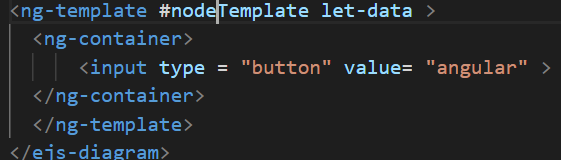 <ng-template #nodeTemplate let-data >
<ng-container>
<input type = "button" value= "angular" >
</ng-container>
</ng-template>
</ejs-diagram>